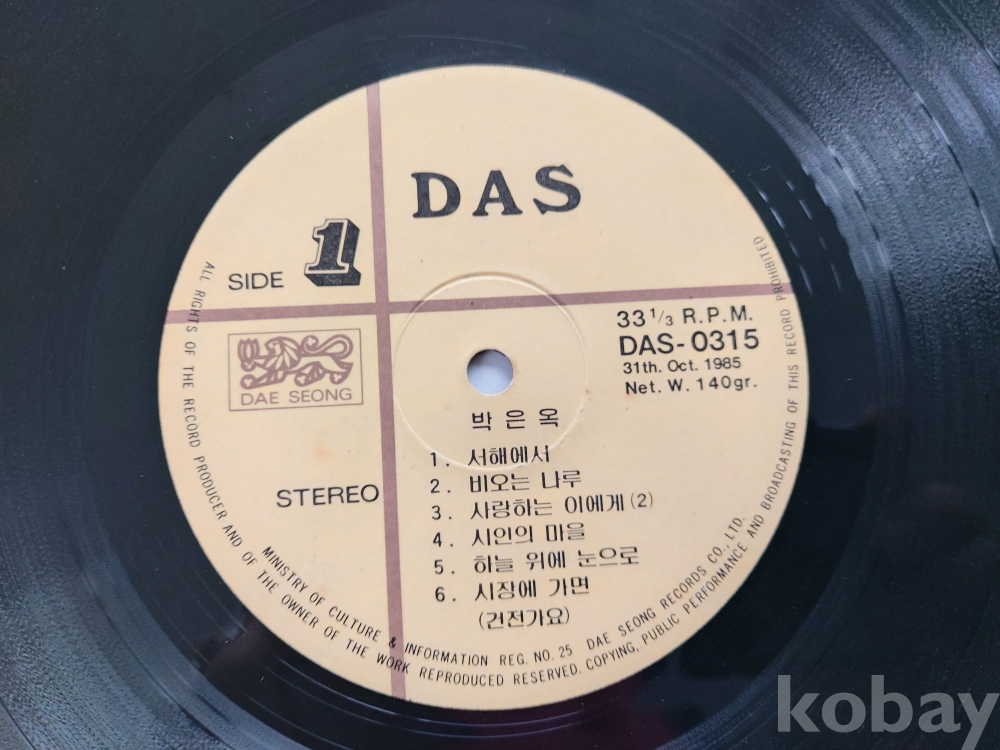 DAS
SIDE 1
DAE SEONG
STEREO
33 1/3 R.P.M.
DAS-0315
31th. Oct. 1985
Net. W. 140gr.
박은옥
1. 서해에서
2. 비오는 나루
3. 사랑하는 이에게 (2)
4. 시인의 마을
5. 하늘 위에 눈으로
6. 시장에 가면
(건전가요)
ALL RIGHTS OF THE RECORD PRODUCER AND OF THE OWNER OF THE WORK REPRODUCED RESERVED. COPYING, PUBLIC PERFORMANCE AND BROADCASTING OF THIS RECORD PROHIBITED
MINISTRY OF CULTURE & INFORMATION REG. NO. 25 DAE SEONG RECORDS CO., LTD.
kobay